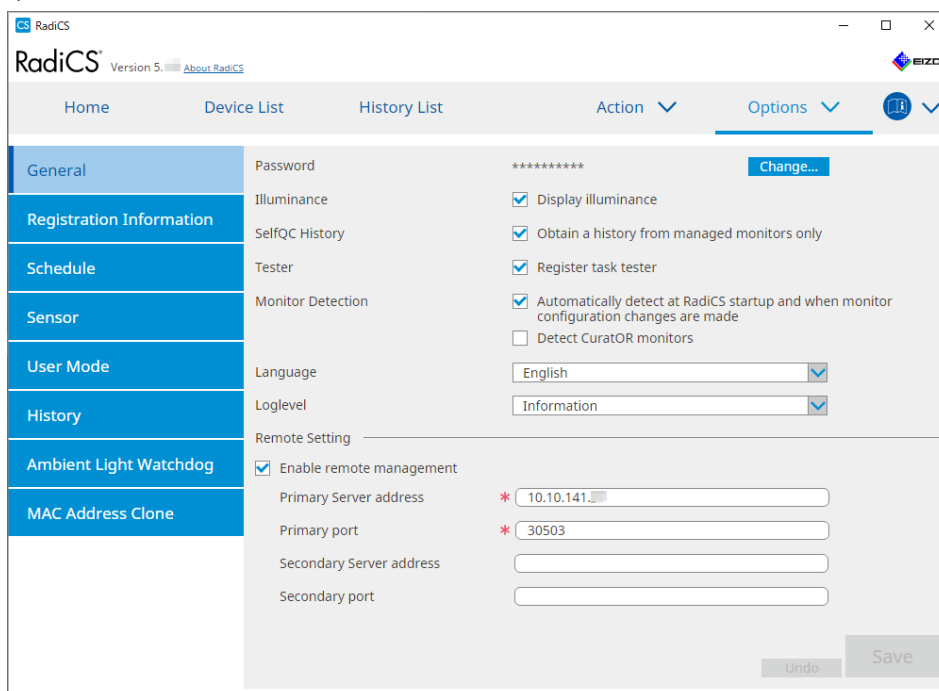 CS RadiCS
RadiCS® Version 5. About RadiCS
EIZO
Home Device List History List Action Options
General
Registration Information
Schedule
Sensor
User Mode
History
Ambient Light Watchdog
MAC Address Clone
Password ********** Change...
Illuminance Display illuminance
SelfQC History Obtain a history from managed monitors only
Tester Register task tester
Monitor Detection Automatically detect at RadiCS startup and when monitor
configuration changes are made
Detect CuratOR monitors
Language English
Loglevel Information
Remote Setting
Enable remote management
Primary Server address * 10.10.141.
Primary port * 30503
Secondary Server address
Secondary port
Undo Save